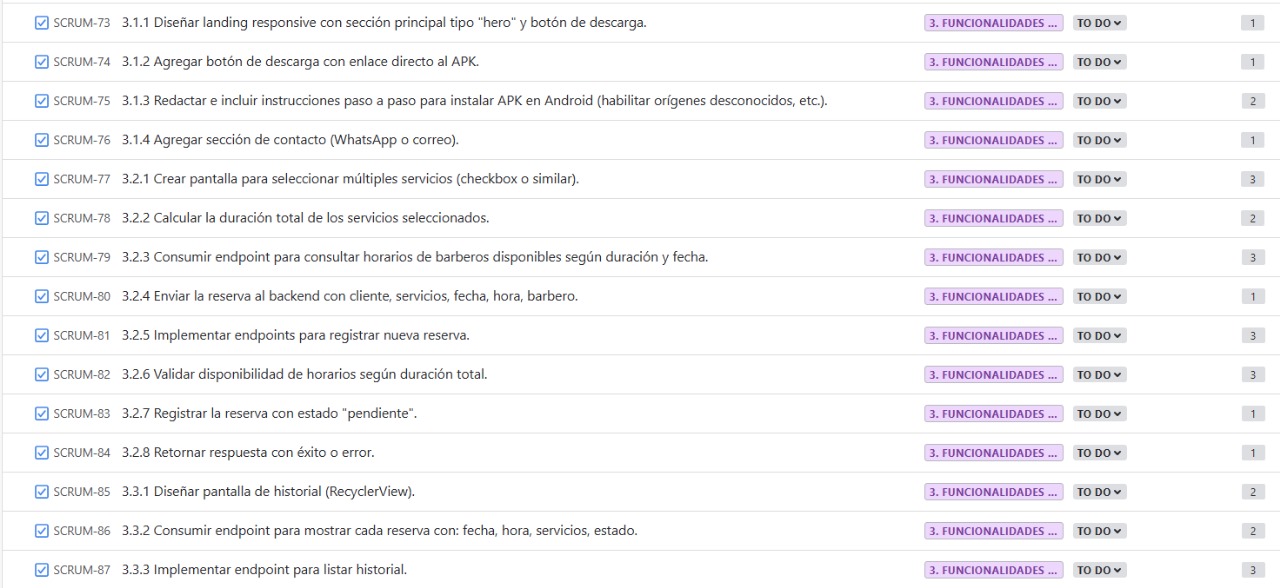 SCRUM-73 3.1.1 Diseñar landing responsive con sección principal tipo "hero" y botón de descarga. 3. FUNCIONALIDADES ... TO DO 1
SCRUM-74 3.1.2 Agregar botón de descarga con enlace directo al APK. 3. FUNCIONALIDADES ... TO DO 1
SCRUM-75 3.1.3 Redactar e incluir instrucciones paso a paso para instalar APK en Android (habilitar orígenes desconocidos, etc.). 3. FUNCIONALIDADES ... TO DO 2
SCRUM-76 3.1.4 Agregar sección de contacto (WhatsApp o correo). 3. FUNCIONALIDADES ... TO DO 1
SCRUM-77 3.2.1 Crear pantalla para seleccionar múltiples servicios (checkbox o similar). 3. FUNCIONALIDADES ... TO DO 3
SCRUM-78 3.2.2 Calcular la duración total de los servicios seleccionados. 3. FUNCIONALIDADES ... TO DO 2
SCRUM-79 3.2.3 Consumir endpoint para consultar horarios de barberos disponibles según duración y fecha. 3. FUNCIONALIDADES ... TO DO 3
SCRUM-80 3.2.4 Enviar la reserva al backend con cliente, servicios, fecha, hora, barbero. 3. FUNCIONALIDADES ... TO DO 1
SCRUM-81 3.2.5 Implementar endpoints para registrar nueva reserva. 3. FUNCIONALIDADES ... TO DO 3
SCRUM-82 3.2.6 Validar disponibilidad de horarios según duración total. 3. FUNCIONALIDADES ... TO DO 3
SCRUM-83 3.2.7 Registrar la reserva con estado "pendiente". 3. FUNCIONALIDADES ... TO DO 1
SCRUM-84 3.2.8 Retornar respuesta con éxito o error. 3. FUNCIONALIDADES ... TO DO 1
SCRUM-85 3.3.1 Diseñar pantalla de historial (RecyclerView). 3. FUNCIONALIDADES ... TO DO 2
SCRUM-86 3.3.2 Consumir endpoint para mostrar cada reserva con: fecha, hora, servicios, estado. 3. FUNCIONALIDADES ... TO DO 2
SCRUM-87 3.3.3 Implementar endpoint para listar historial. 3. FUNCIONALIDADES ... TO DO 3